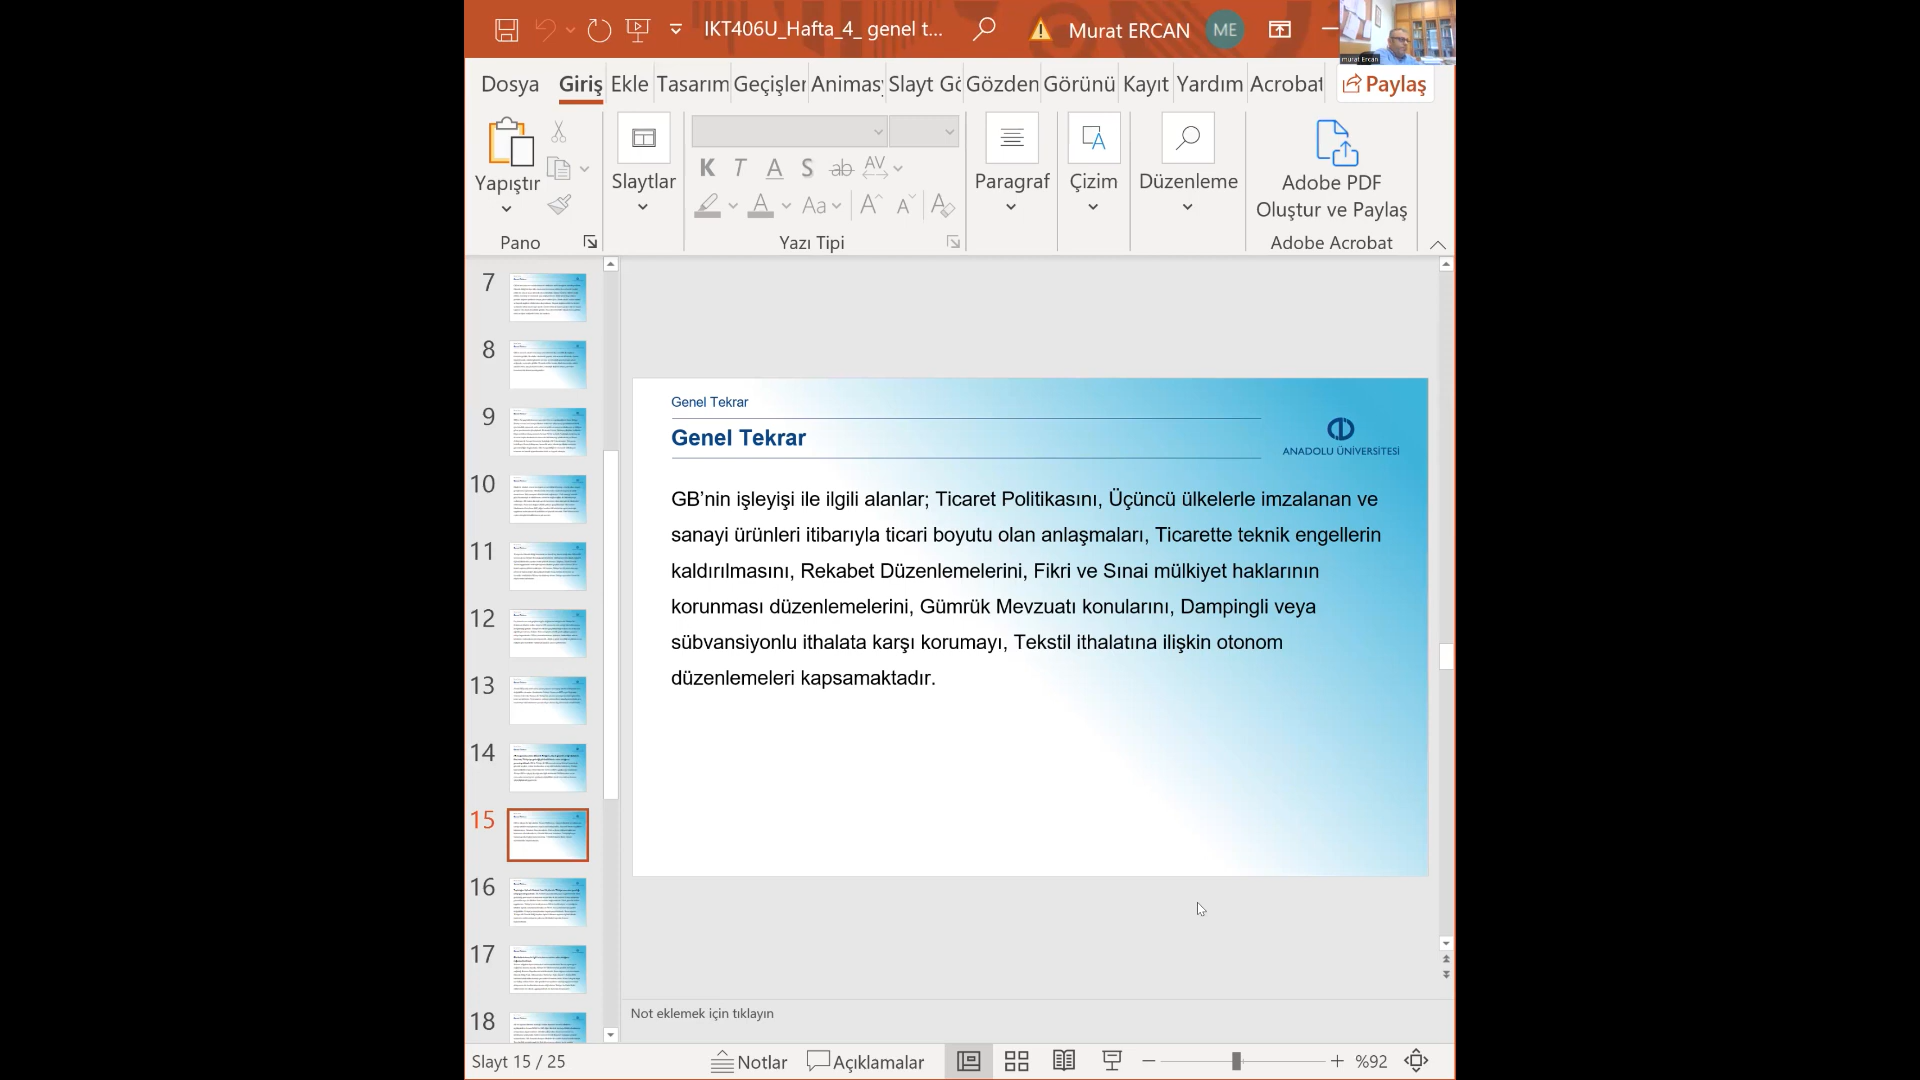 IKT406U_Hafta_4_ genel t...
Murat ERCAN
ME
murat Ercan
Dosya
Giriş
Ekle
Tasarım
Geçişler
Animas
Slayt Gö
Gözden
Görünü
Kayıt
Yardım
Acrobat
Paylaş
Yapıştır
Slaytlar
K T A S ab AV
A Aa A A A
Paragraf
Çizim
Düzenleme
Adobe PDF
Oluştur ve Paylaş
Pano
Yazı Tipi
Adobe Acrobat
7
8
9
10
11
12
13
14
15
16
17
18
Genel Tekrar
Genel Tekrar
ANADOLU ÜNİVERSİTESİ
GB’nin işleyişi ile ilgili alanlar; Ticaret Politikasını, Üçüncü ülkelerle imzalanan ve
sanayi ürünleri itibarıyla ticari boyutu olan anlaşmaları, Ticarette teknik engellerin
kaldırılmasını, Rekabet Düzenlemelerini, Fikri ve Sınai mülkiyet haklarının
korunması düzenlemelerini, Gümrük Mevzuatı konularını, Dampingli veya
sübvansiyonlu ithalata karşı korumayı, Tekstil ithalatına ilişkin otonom
düzenlemeleri kapsamaktadır.
Not eklemek için tıklayın
Slayt 15 / 25
Notlar
Açıklamalar
%92